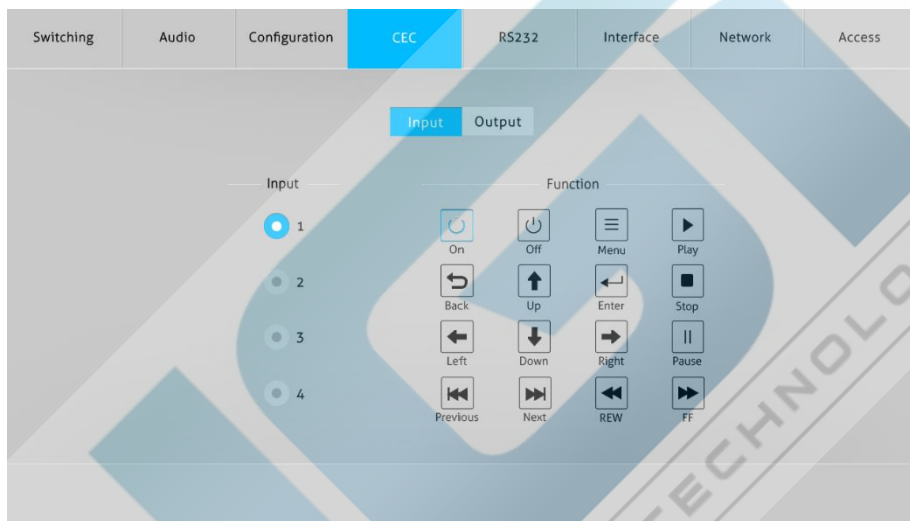 Switching Audio Configuration CEC RS232 Interface Network Access
Input Output
Input Function
1
On Off Menu Play
2
Back Up Enter Stop
3
Left Down Right Pause
4
Previous Next REW FF